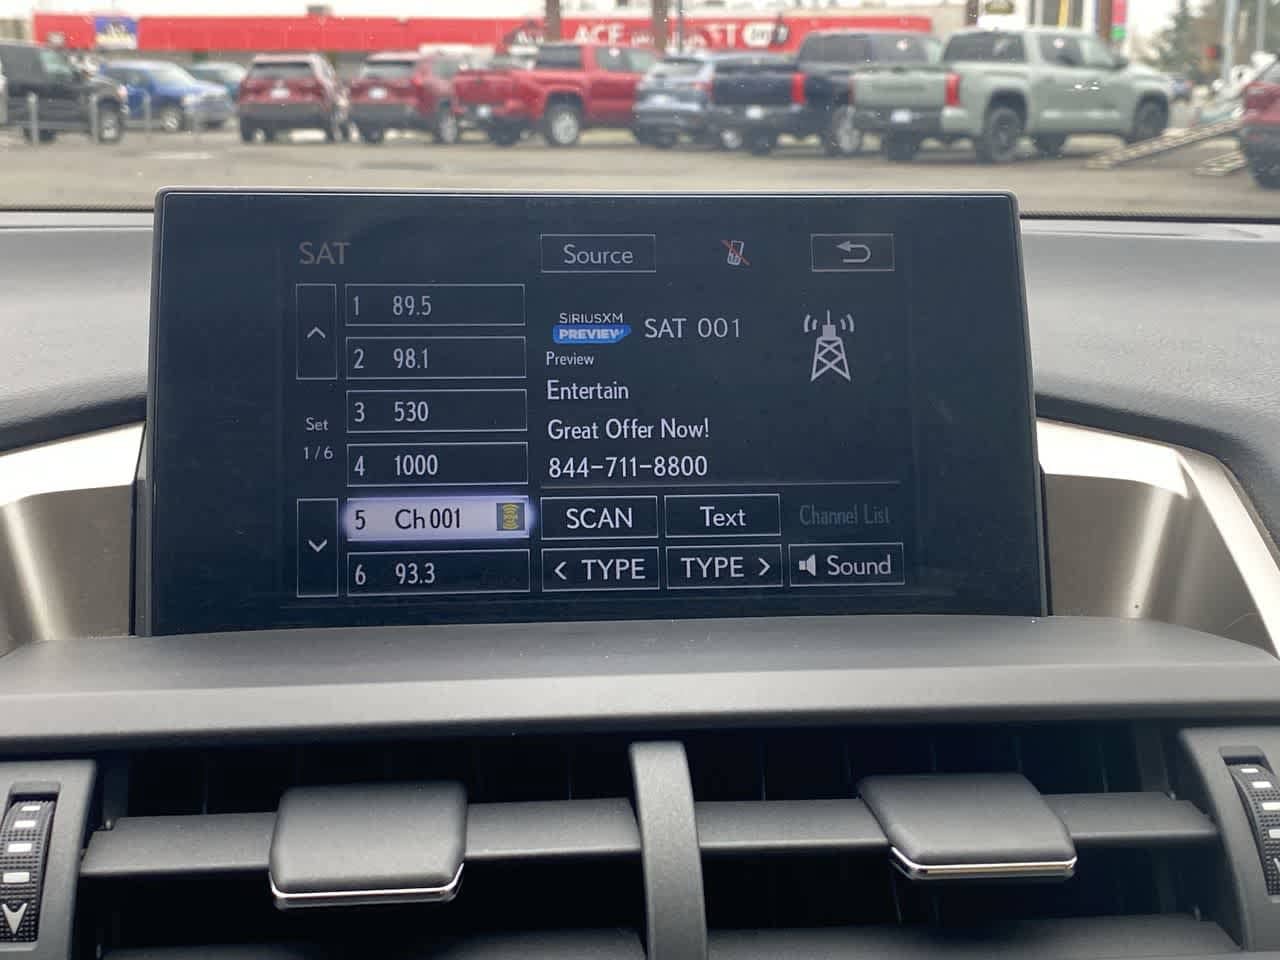 ACE
SAT
Source
1 89.5
2 98.1
3 530
4 1000
5 Ch 001
6 93.3
Set
1/6
SiRIUSXM
PREVIEW
SAT 001
Preview
Entertain
Great Offer Now!
844-711-8800
SCAN
Text
Channel List
< TYPE
TYPE >
Sound